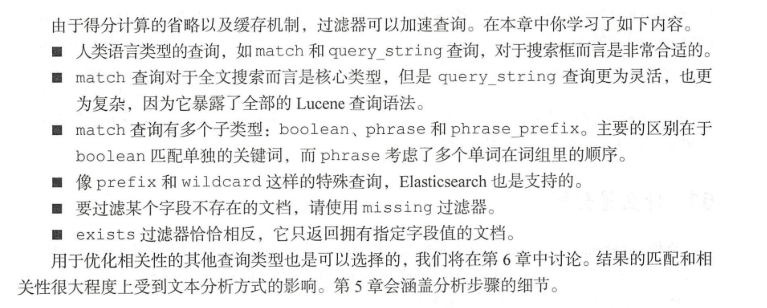 由于得分计算的省略以及缓存机制，过滤器可以加速查询。在本章中你学习了如下内容。
■ 人类语言类型的查询，如 match 和 query_string 查询，对于搜索框而言是非常合适的。
■ match 查询对于全文搜索而言是核心类型，但是 query_string 查询更为灵活，也更
为复杂，因为它暴露了全部的 Lucene 查询语法。
■ match 查询有多个子类型：boolean、phrase 和 phrase_prefix。主要的区别在于
boolean 匹配单独的关键词，而 phrase 考虑了多个单词在词组里的顺序。
■ 像 prefix 和 wildcard 这样的特殊查询，Elasticsearch 也是支持的。
■ 要过滤某个字段不存在的文档，请使用 missing 过滤器。
■ exists 过滤器恰恰相反，它只返回拥有指定字段值的文档。
用于优化相关性的其他查询类型也是可以选择的，我们将在第 6 章中讨论。结果的匹配和相
关性很大程度上受到文本分析方式的影响。第 5 章会涵盖分析步骤的细节。